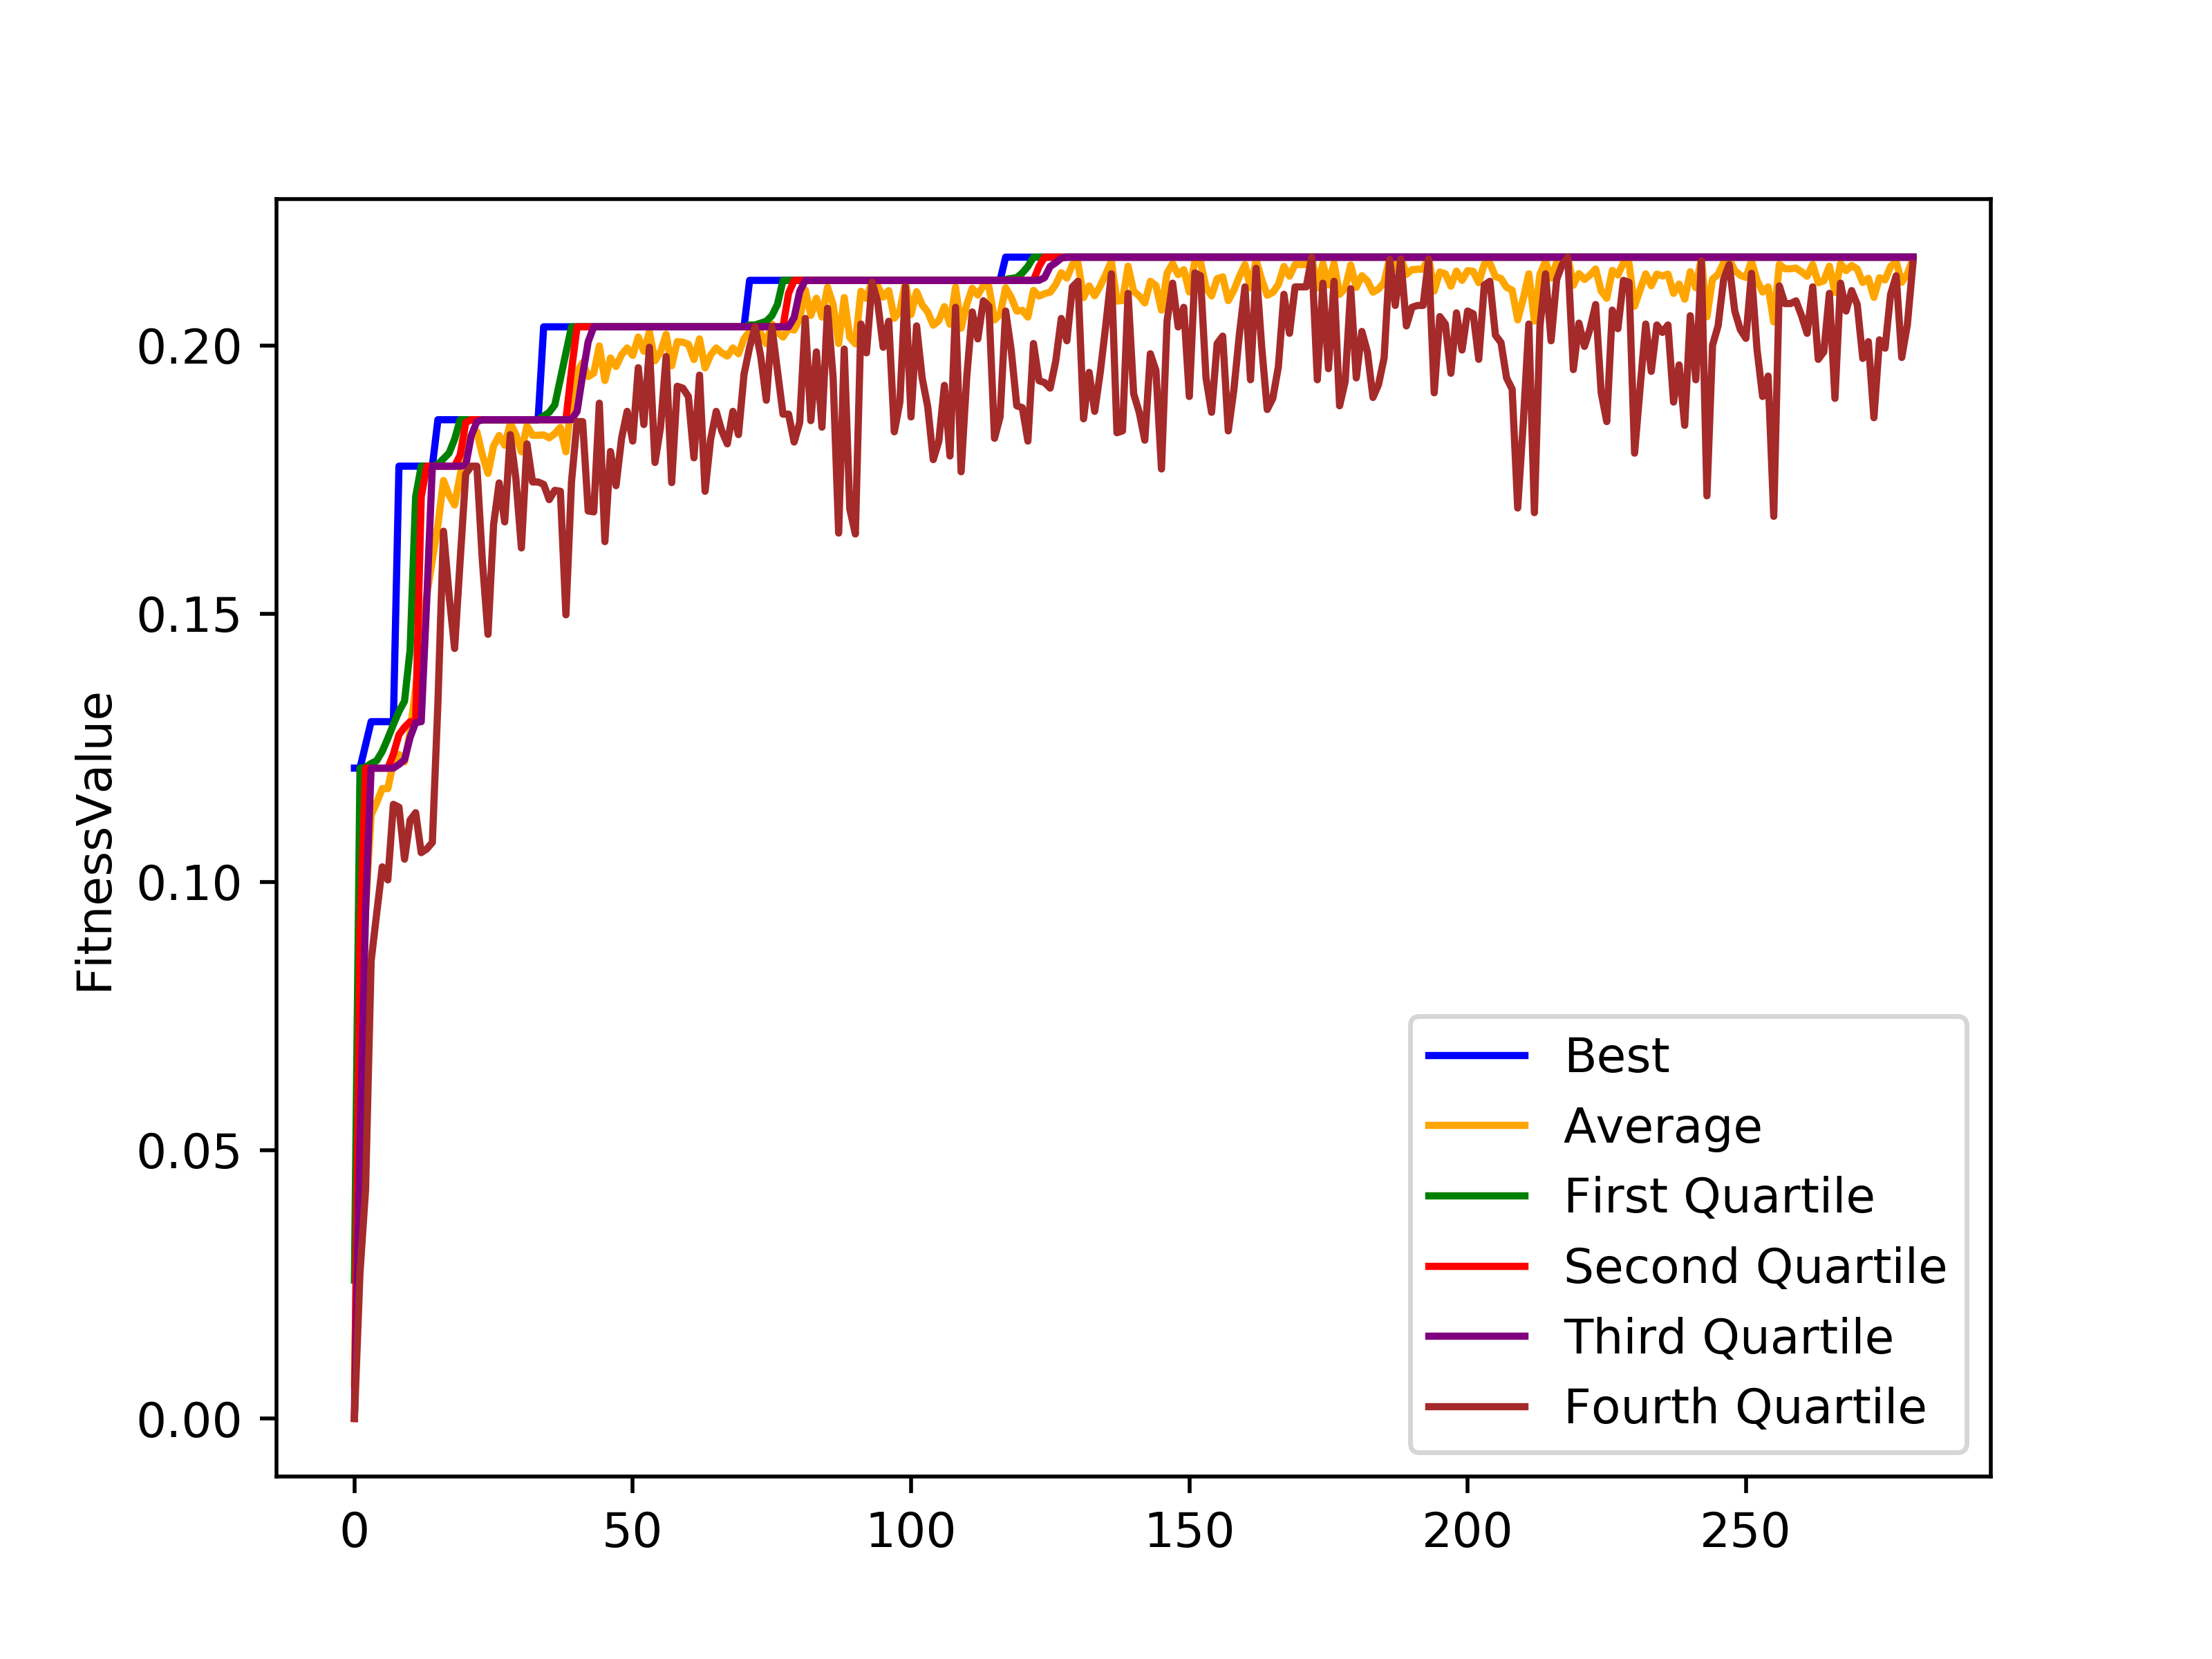 FitnessValue
0.20
0.15
0.10
0.05
0.00
0 50 100 150 200 250
Best
Average
First Quartile
Second Quartile
Third Quartile
Fourth Quartile